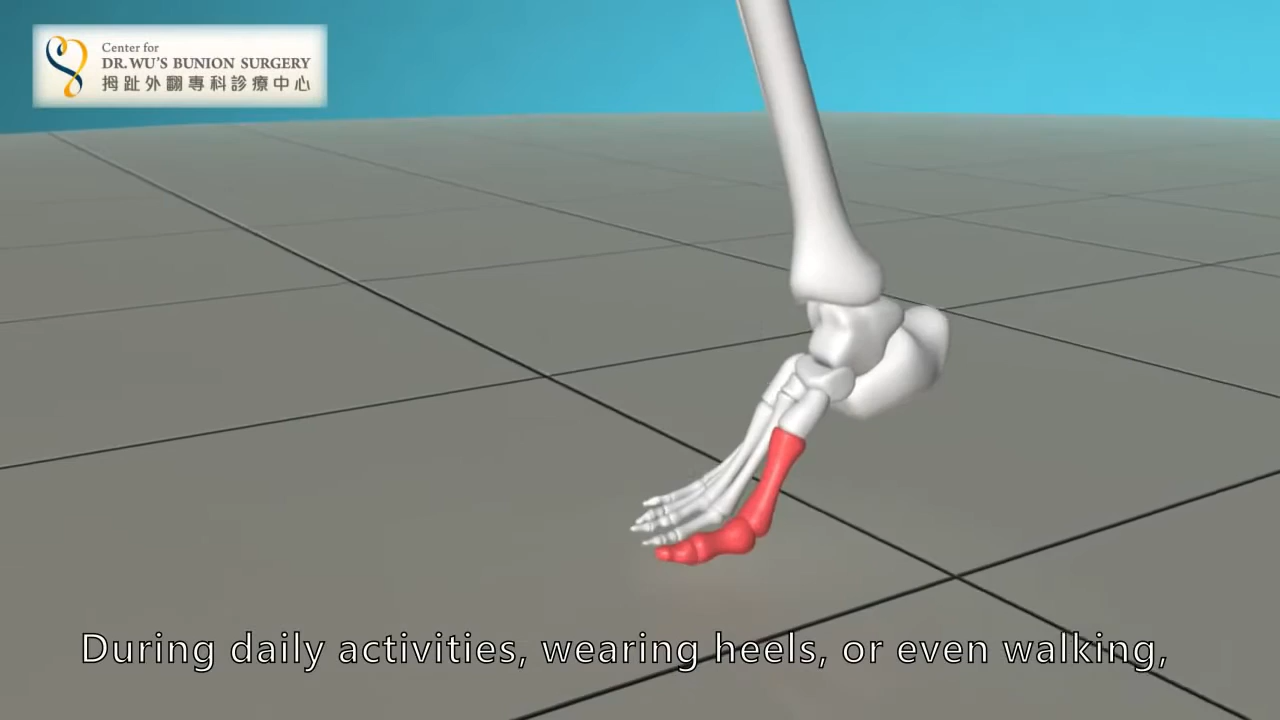 Center for
DR. WU'S BUNION SURGERY
拇趾外翻專科診療中心
During daily activities, wearing heels, or even walking,